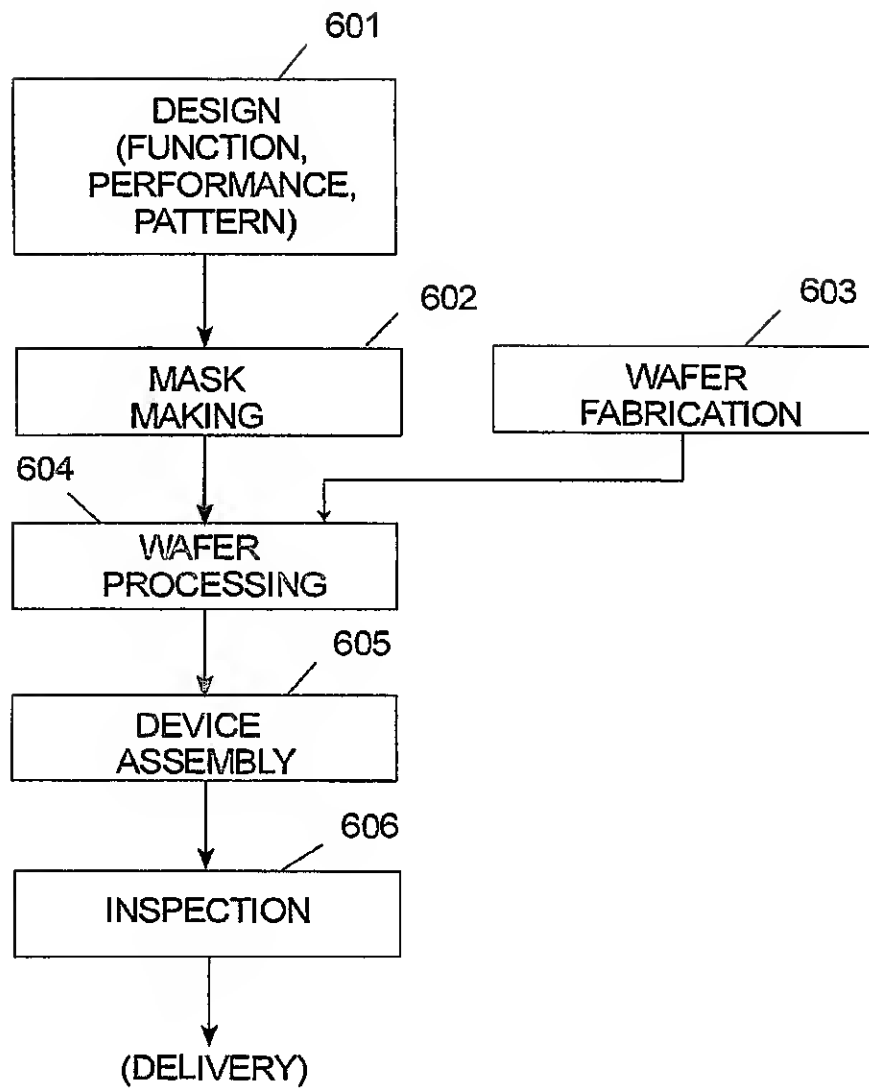 601
DESIGN
(FUNCTION,
PERFORMANCE,
PATTERN)
602
MASK
MAKING
603
WAFER
FABRICATION
604
WAFER
PROCESSING
605
DEVICE
ASSEMBLY
606
INSPECTION
(DELIVERY)